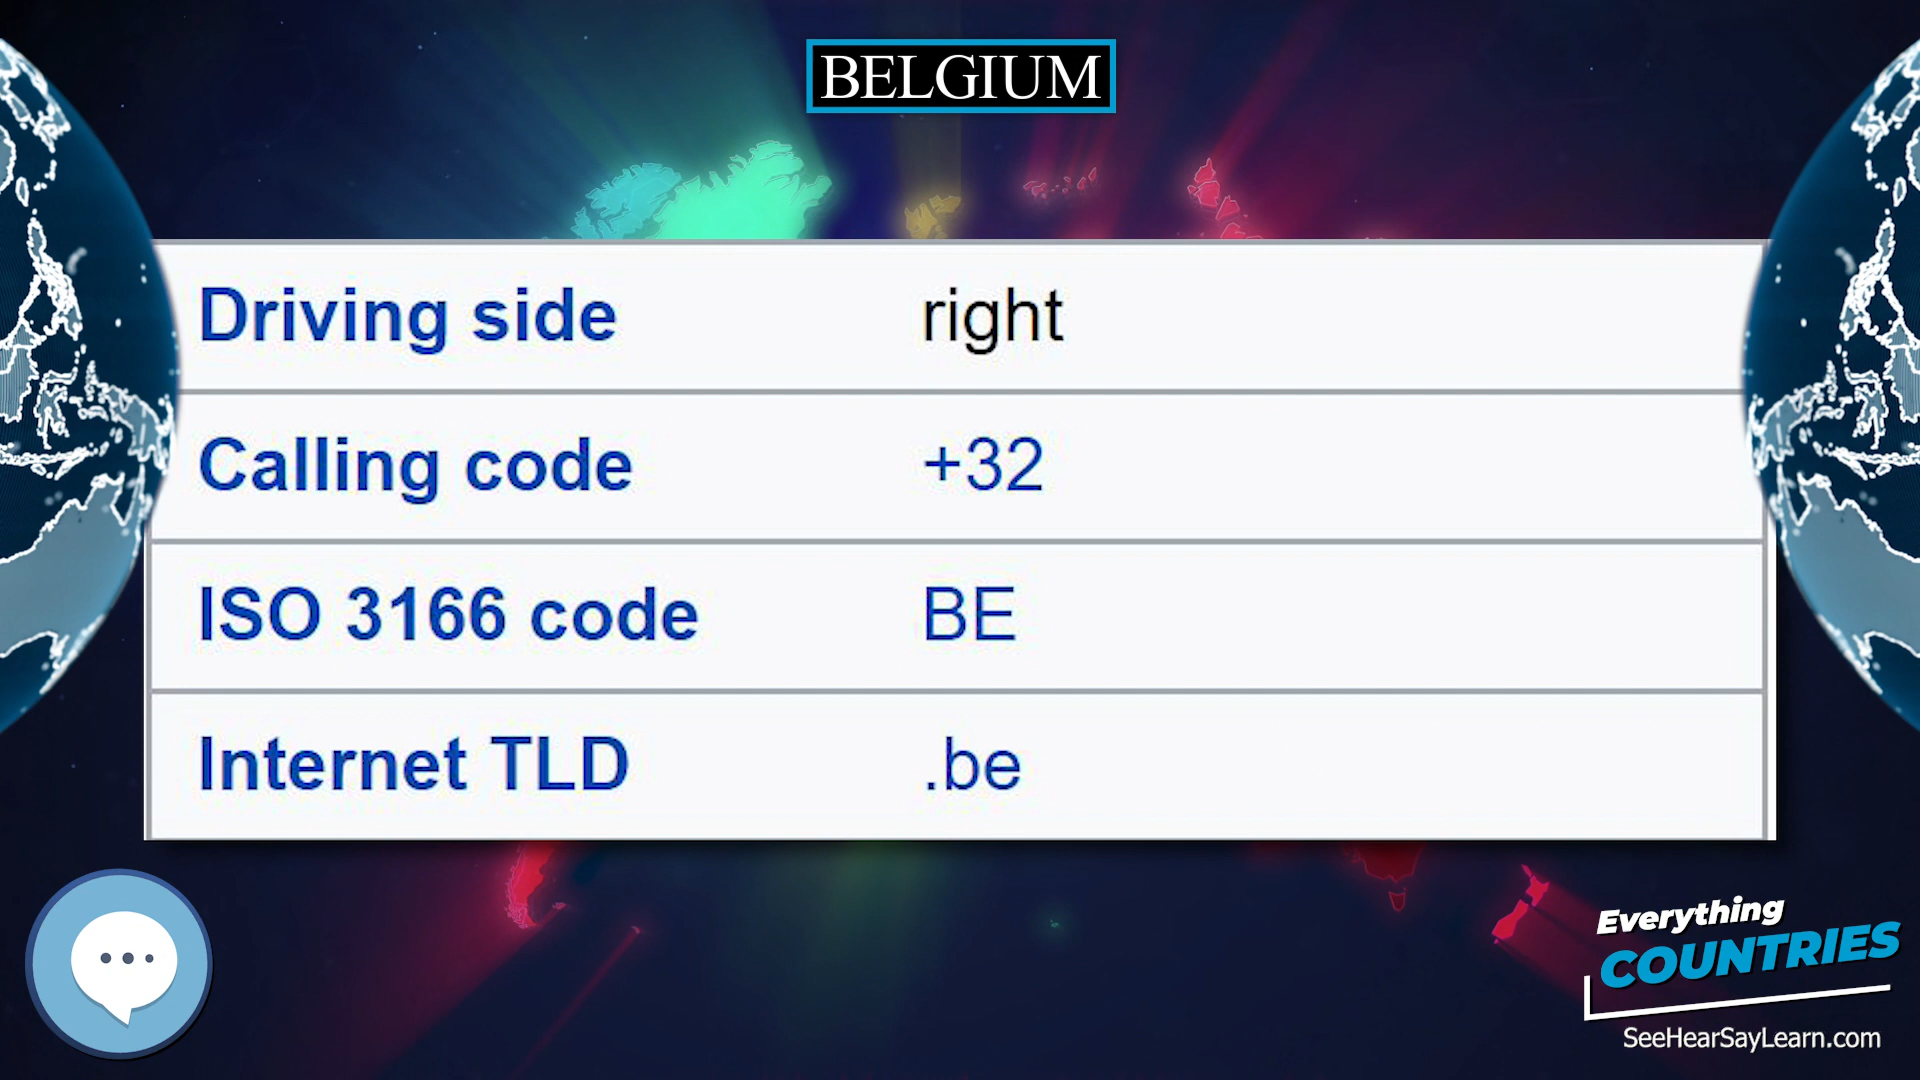 BELGIUM
Driving side right
Calling code +32
ISO 3166 code BE
Internet TLD .be
Everything
COUNTRIES
SeeHearSayLearn.com